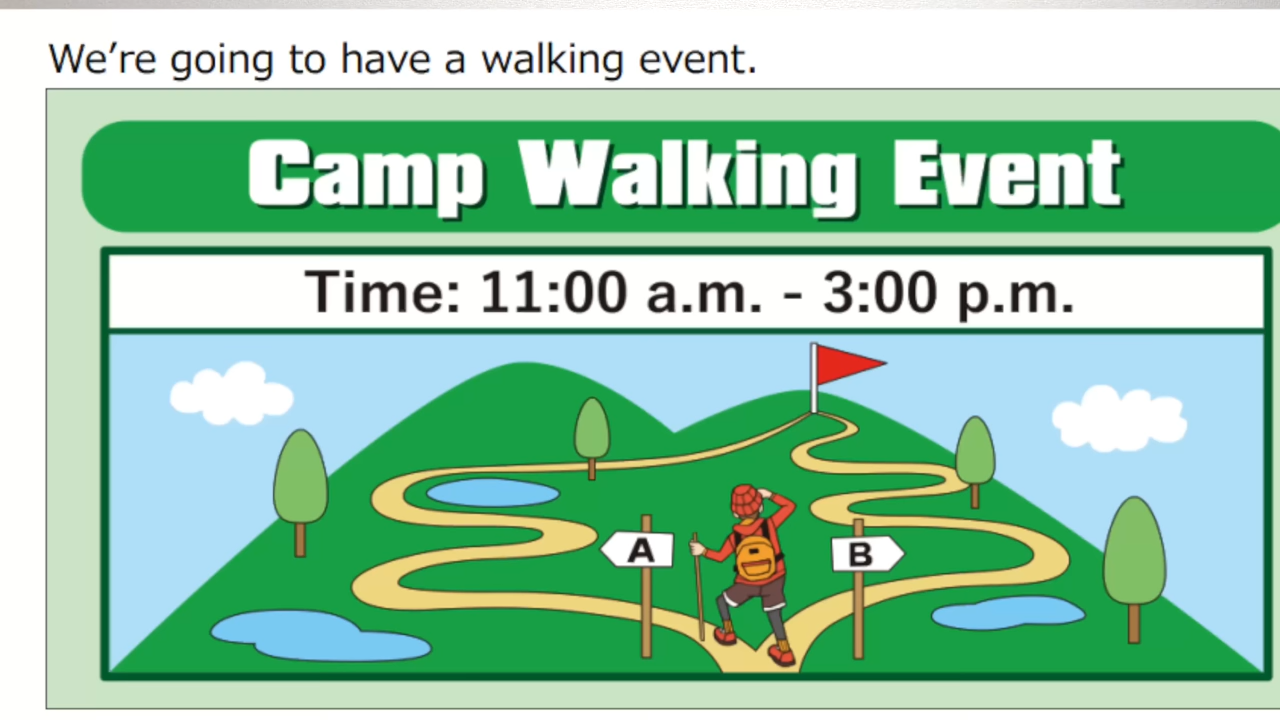 We're going to have a walking event.
Camp Walking Event
Time: 11:00 a.m. - 3:00 p.m.
A
B